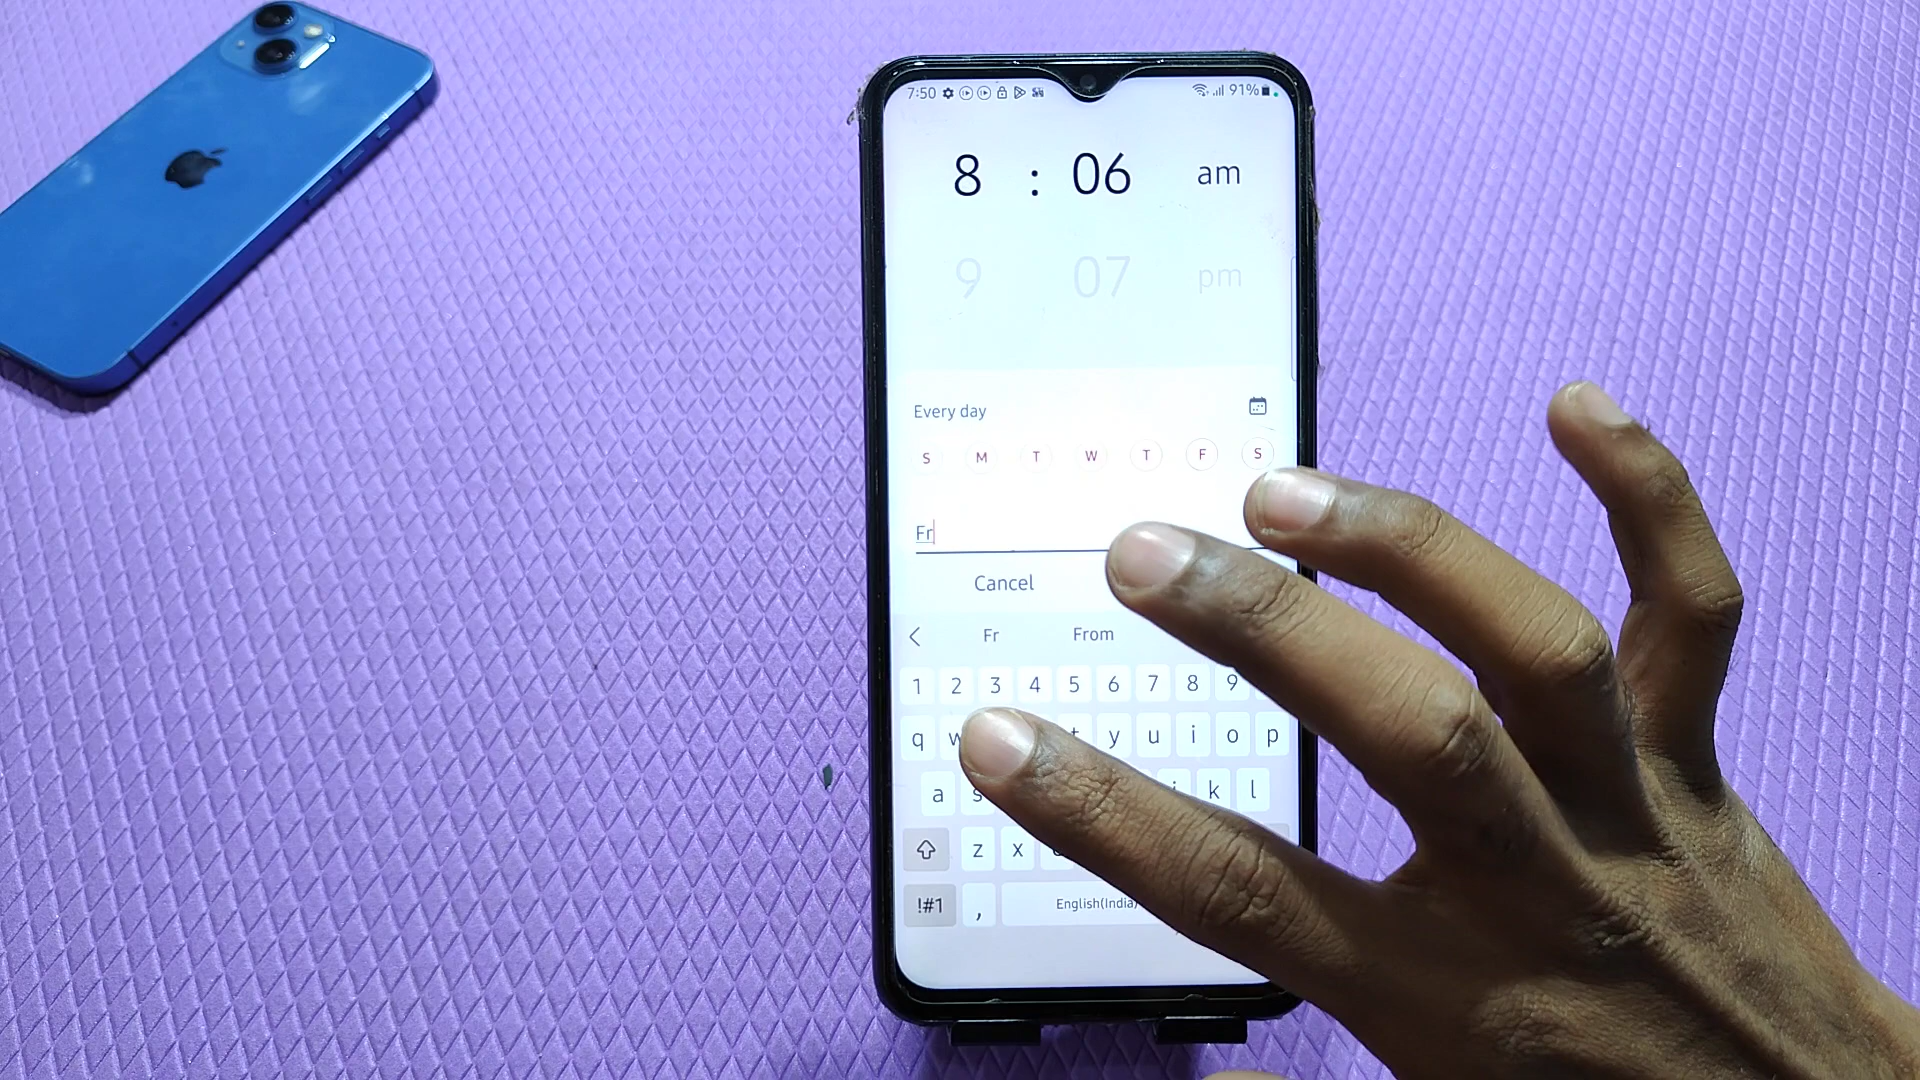 7:50 91%
8 : 06 am
9 07 pm
Every day
S M T W T F S
Fr
Cancel
Fr From
1 2 3 4 5 6 7 8 9
q w t y u i o p
a s j k l
z x
!#1 , English(India)